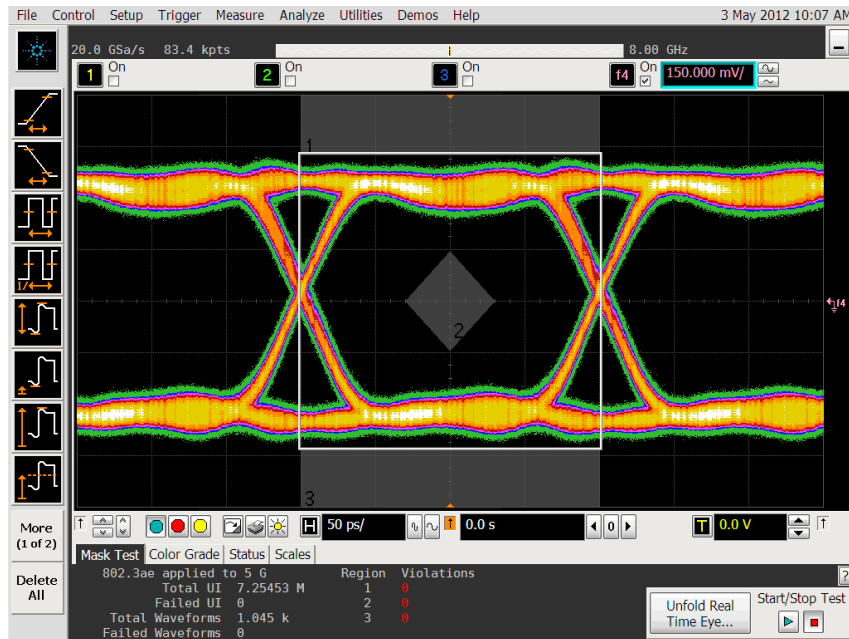 File Control Setup Trigger Measure Analyze Utilities Demos Help 3 May 2012 10:07 AM
20.0 GSa/s 83.4 kpts 8.00 GHz
1 On 2 On 3 On f4 On 150.000 mV/
1
2
f4
3
More
(1 of 2)
Delete
All
H 50 ps/ T 0.0 s 0 T 0.0 V
Mask Test Color Grade Status Scales
802.3ae applied to 5 G Region Violations
Total UI 7.25453 M 1 0
Failed UI 0 2 0
Total Waveforms 1.045 k 3 0
Failed Waveforms 0
?
Unfold Real
Time Eye...
Start/Stop Test